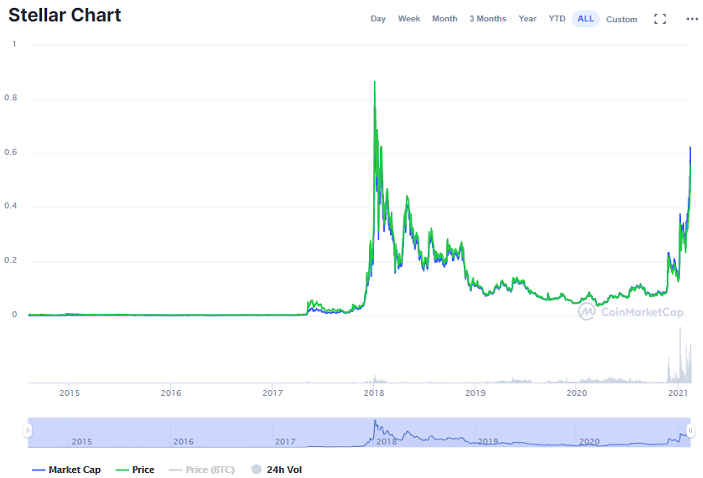 Stellar Chart
Day Week Month 3 Months Year YTD ALL Custom
1
0.8
0.6
0.4
0.2
0
CoinMarketCap
2015 2016 2017 2018 2019 2020 2021
2015 2016 2017 2018 2019 2020
Market Cap Price Price (BTC) 24h Vol